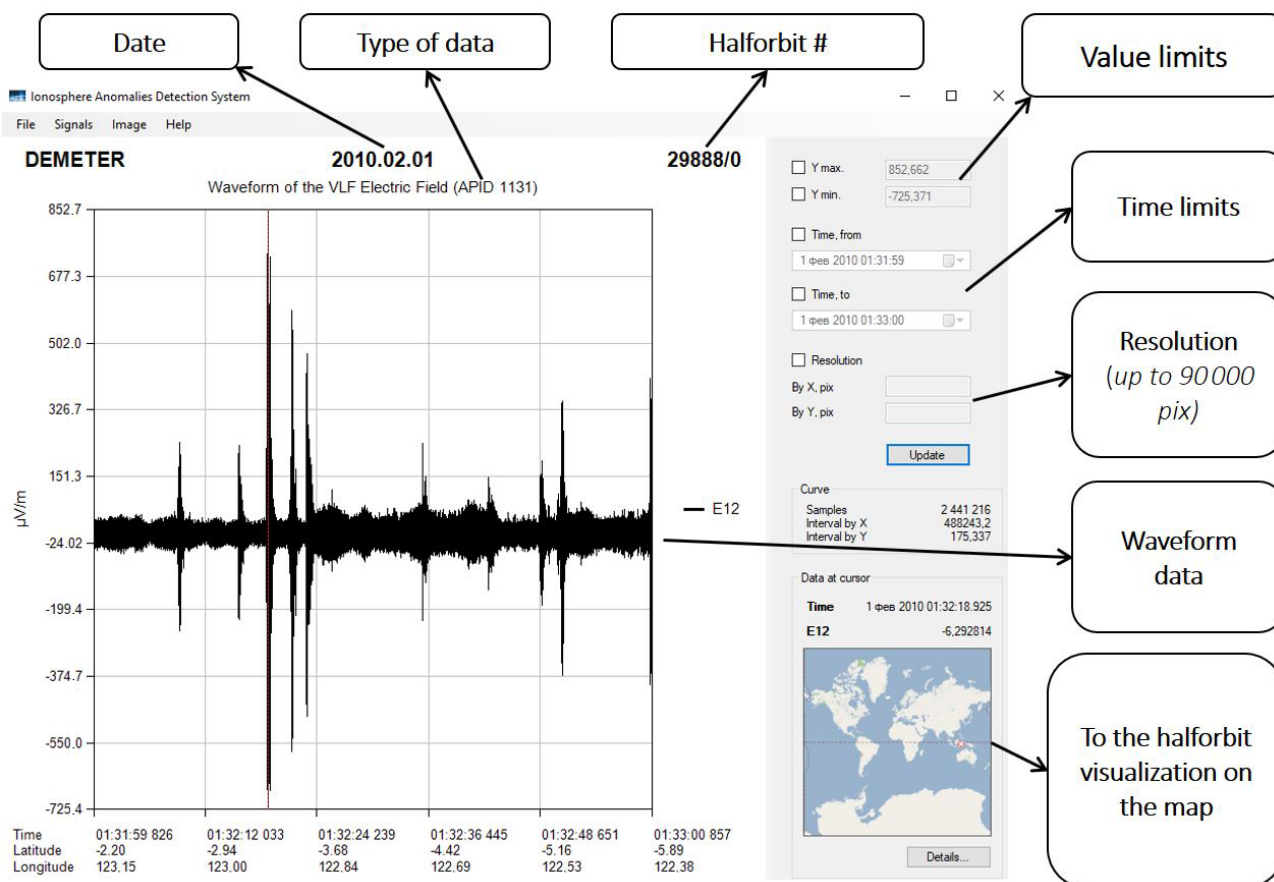 Date
Type of data
Halforbit #
Value limits
Ionosphere Anomalies Detection System
File Signals Image Help
DEMETER 2010.02.01 29888/0
Waveform of the VLF Electric Field (APID 1131)
852.7
677.3
502.0
326.7
151.3
-24.02
-199.4
-374.7
-550.0
-725.4
µV/m
E12
Time 01:31:59 826 01:32:12 033 01:32:24 239 01:32:36 445 01:32:48 651 01:33:00 857
Latitude -2.20 -2.94 -3.68 -4.42 -5.16 -5.89
Longitude 123.15 123.00 122.84 122.69 122.53 122.38
Y max. 852,662
Y min. -725,371
Time, from
1 фев 2010 01:31:59
Time, to
1 фев 2010 01:33:00
Resolution
By X, pix
By Y, pix
Update
Curve
Samples 2 441 216
Interval by X 488243,2
Interval by Y 175,337
Data at cursor
Time 1 фев 2010 01:32:18.925
E12 -6,292814
Details...
Time limits
Resolution
(up to 90 000
pix)
Waveform
data
To the halforbit
visualization on
the map